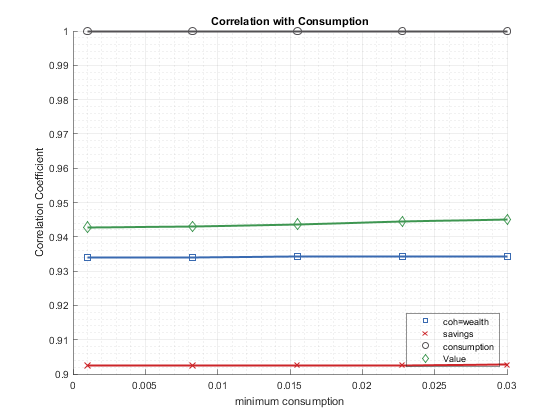 Correlation with Consumption
1
0.99
0.98
0.97
0.96
0.95
0.94
0.93
0.92
0.91
0.9
Correlation Coefficient
0
0.005
0.01
0.015
0.02
0.025
0.03
minimum consumption
coh=wealth
savings
consumption
Value